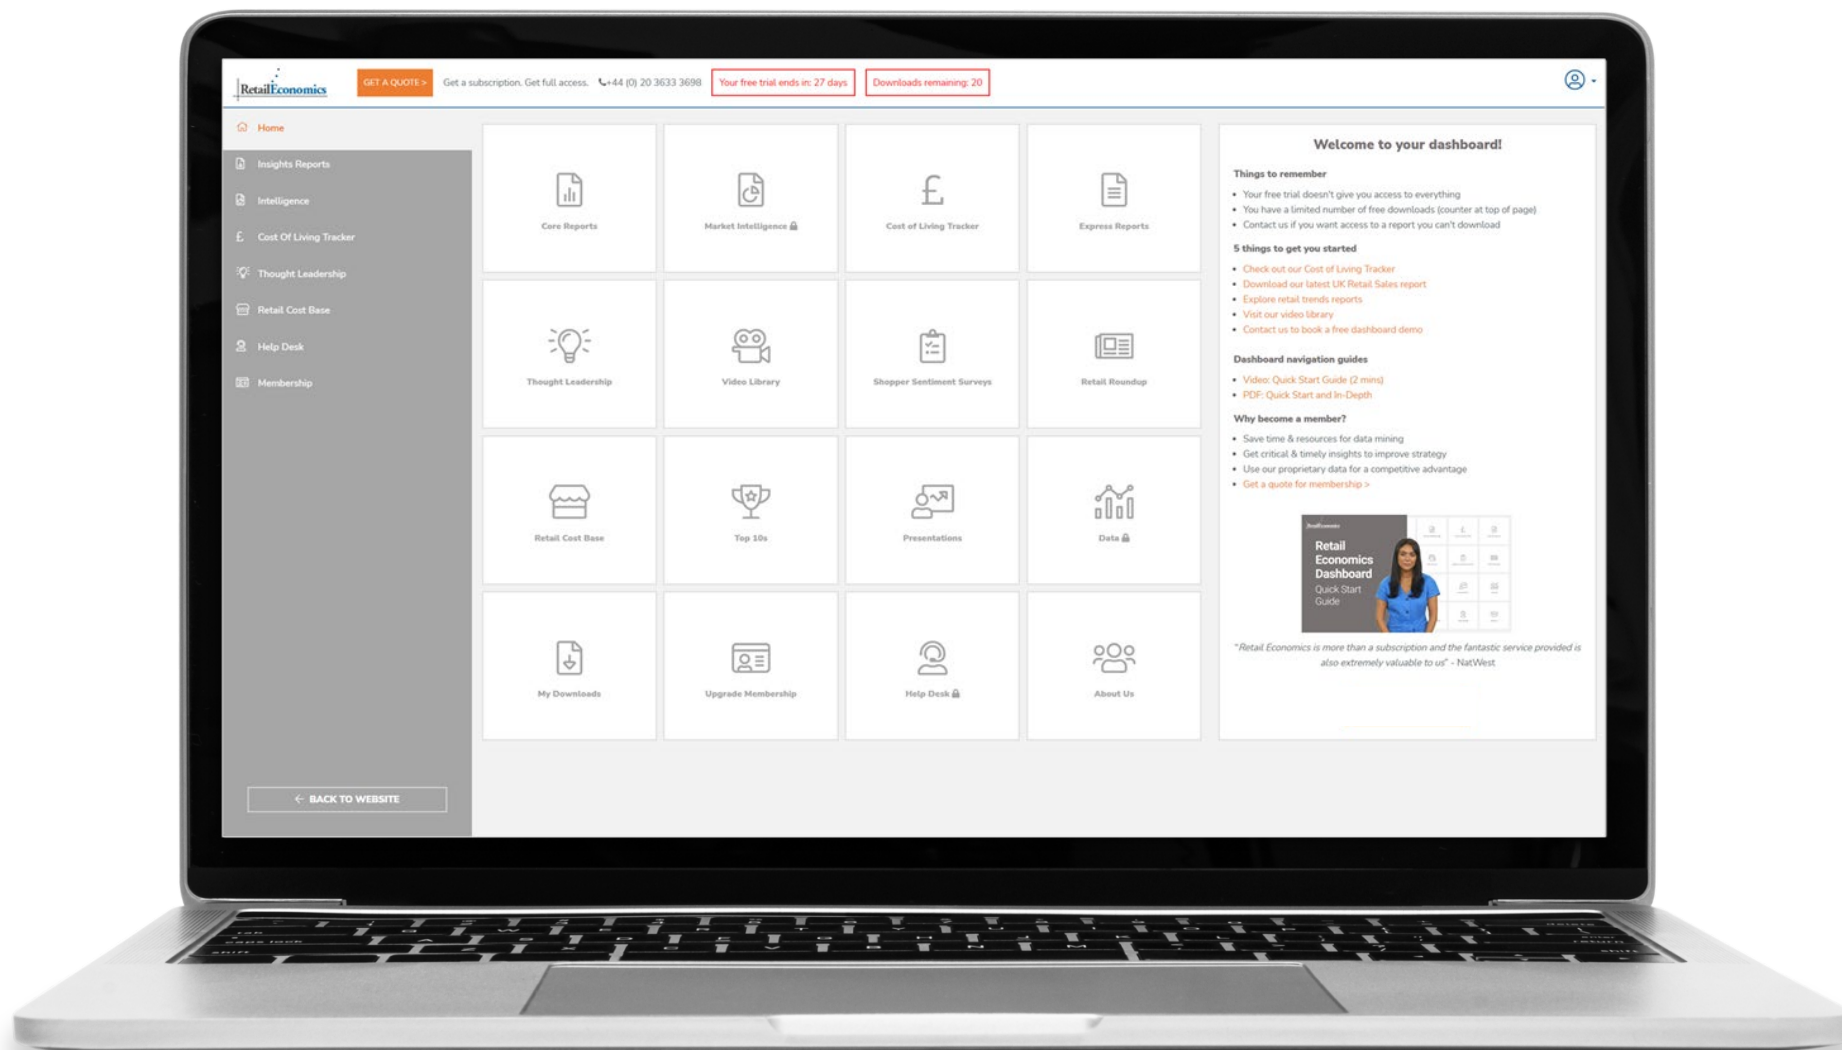 RetailEconomics
GET A QUOTE >
Get a subscription. Get full access.
+44 (0) 20 3633 3698
Your free trial ends in: 27 days
Downloads remaining: 20
Home
Insights Reports
Intelligence
£ Cost Of Living Tracker
Thought Leadership
Retail Cost Base
Help Desk
Membership
← BACK TO WEBSITE
Core Reports
Market Intelligence
£
Cost of Living Tracker
Express Reports
Thought Leadership
Video Library
Shopper Sentiment Surveys
Retail Roundup
Retail Cost Base
Top 10s
Presentations
Data
My Downloads
Upgrade Membership
Help Desk
About Us
Welcome to your dashboard!
Things to remember
• Your free trial doesn't give you access to everything
• You have a limited number of free downloads (counter at top of page)
• Contact us if you want access to a report you can't download
5 things to get you started
• Check out our Cost of Living Tracker
• Download our latest UK Retail Sales report
• Explore retail trends reports
• Visit our video library
• Contact us to book a free dashboard demo
Dashboard navigation guides
• Video: Quick Start Guide (2 mins)
• PDF: Quick Start and In-Depth
Why become a member?
• Save time & resources for data mining
• Get critical & timely insights to improve strategy
• Use our proprietary data for a competitive advantage
• Get a quote for membership >
RetailEconomics
Retail
Economics
Dashboard
Quick Start
Guide
"Retail Economics is more than a subscription and the fantastic service provided is
also extremely valuable to us" - NatWest
tab
caps lock
shift
delete
enter
return
shift